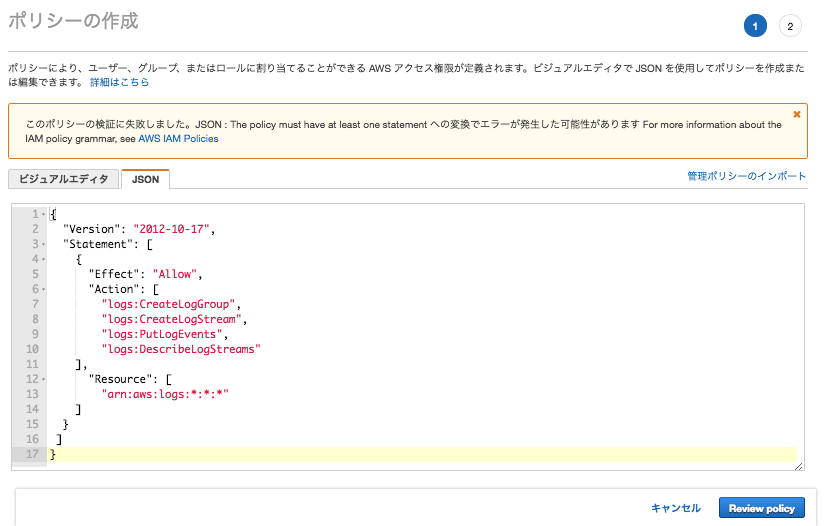 ポリシーの作成
1 2
ポリシーにより、ユーザー、グループ、またはロールに割り当てることができる AWS アクセス権限が定義されます。ビジュアルエディタで JSON を使用してポリシーを作成また
は編集できます。 詳細はこちら
このポリシーの検証に失敗しました。JSON : The policy must have at least one statement への変換でエラーが発生した可能性があります For more information about the
IAM policy grammar, see AWS IAM Policies
ビジュアルエディタ JSON 管理ポリシーのインポート
1 {
2 "Version": "2012-10-17",
3 "Statement": [
4 {
5 "Effect": "Allow",
6 "Action": [
7 "logs:CreateLogGroup",
8 "logs:CreateLogStream",
9 "logs:PutLogEvents",
10 "logs:DescribeLogStreams"
11 ],
12 "Resource": [
13 "arn:aws:logs:*:*:*"
14 ]
15 }
16 ]
17 }
キャンセル Review policy